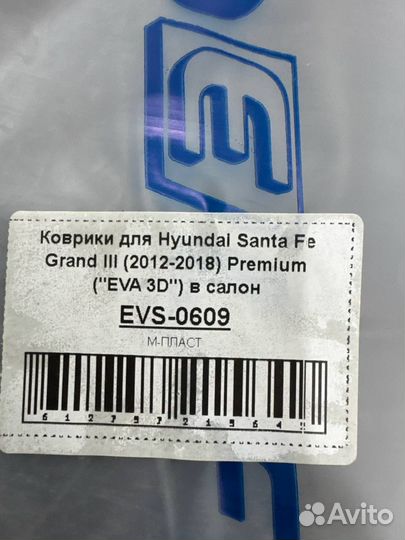 Коврики для Hyundai Santa Fe
Grand III (2012-2018) Premium
("EVA 3D") в салон
EVS-0609
М-ПЛАСТ
Avito